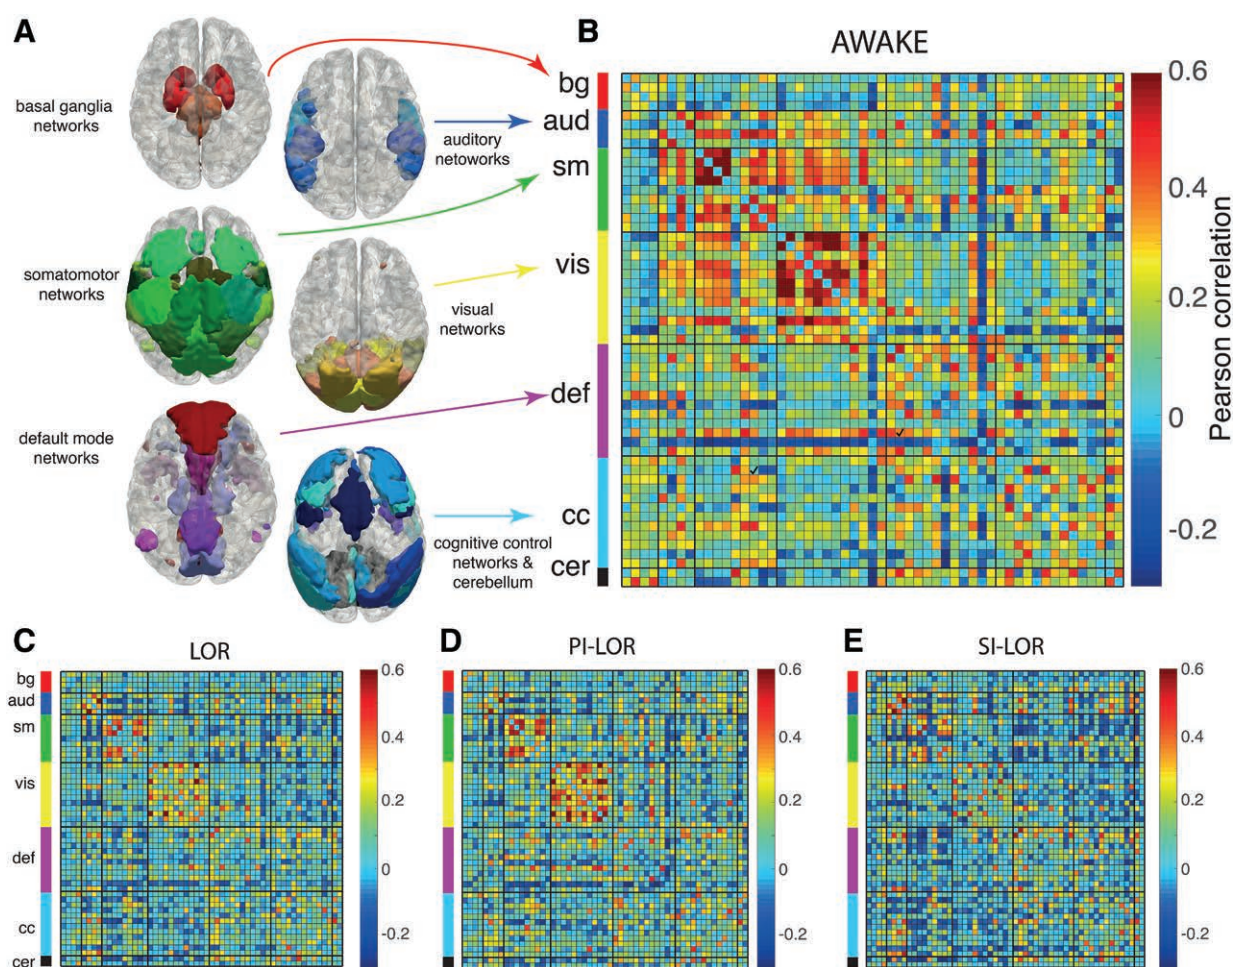 A
basal ganglia
networks
auditory
netoworks
somatomotor
networks
visual
networks
default mode
networks
cognitive control
networks &
cerebellum
B
AWAKE
bg
aud
sm
vis
def
cc
cer
0.6
0.4
0.2
0
-0.2
Pearson correlation
C
LOR
bg
aud
sm
vis
def
cc
cer
0.6
0.4
0.2
0
-0.2
D
PI-LOR
0.6
0.4
0.2
0
-0.2
E
SI-LOR
0.6
0.4
0.2
0
-0.2